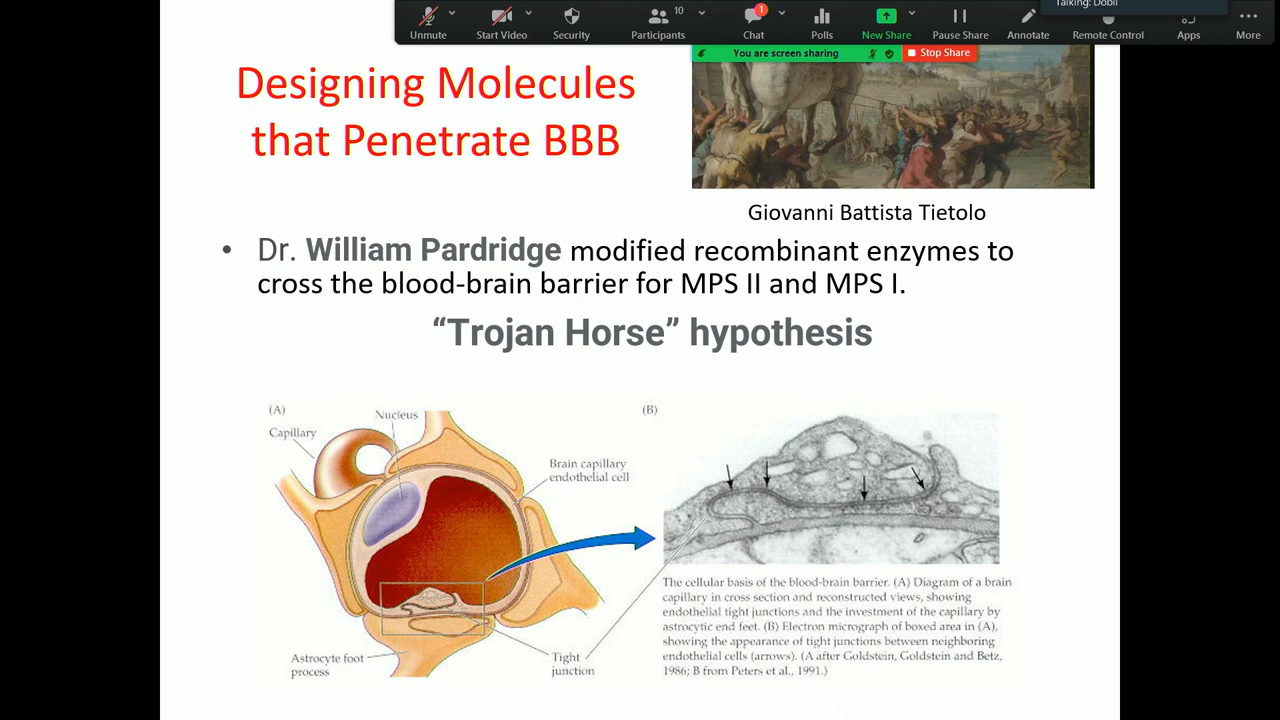 Talking: Dobil
10
1
Unmute
Start Video
Security
Participants
Chat
Polls
New Share
Pause Share
Annotate
Remote Control
Apps
More
You are screen sharing
Stop Share
Designing Molecules
that Penetrate BBB
Giovanni Battista Tietolo
• Dr. William Pardridge modified recombinant enzymes to
cross the blood-brain barrier for MPS II and MPS I.
“Trojan Horse” hypothesis
(A)
Nucleus
Capillary
Brain capillary
endothelial cell
Astrocyte foot
process
Tight
junction
(B)
The cellular basis of the blood-brain barrier. (A) Diagram of a brain
capillary in cross section and reconstructed views, showing
endothelial tight junctions and the investment of the capillary by
astrocytic end feet. (B) Electron micrograph of boxed area in (A),
showing the appearance of tight junctions between neighboring
endothelial cells (arrows). (A after Goldstein, Goldstein and Betz,
1986; B from Peters et al., 1991.)